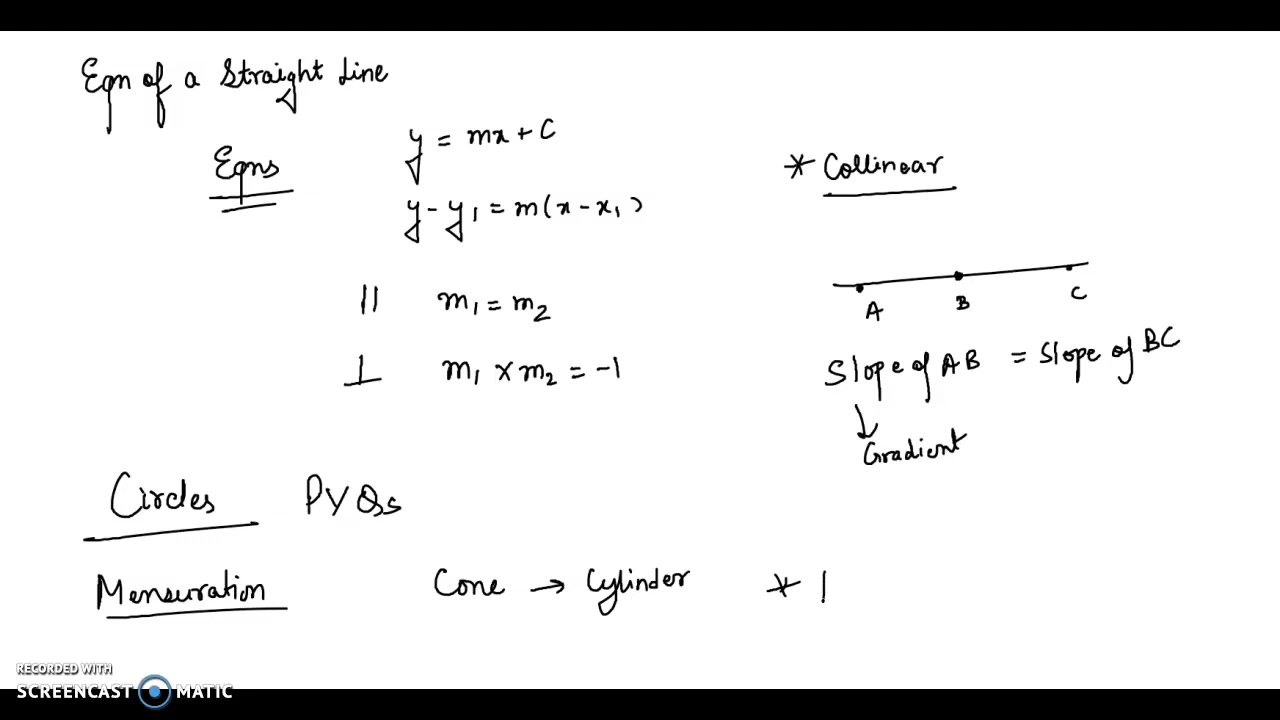 Eqn of a Straight Line
Eqns
y = mx + C
y - y₁ = m(x - x₁)
|| m₁ = m₂
⊥ m₁ × m₂ = -1
* Collinear
A B C
Slope of AB = Slope of BC
↓
Gradient
Circles PYQs
Mensuration Cone → Cylinder * |
RECORDED WITH
SCREENCAST MATIC